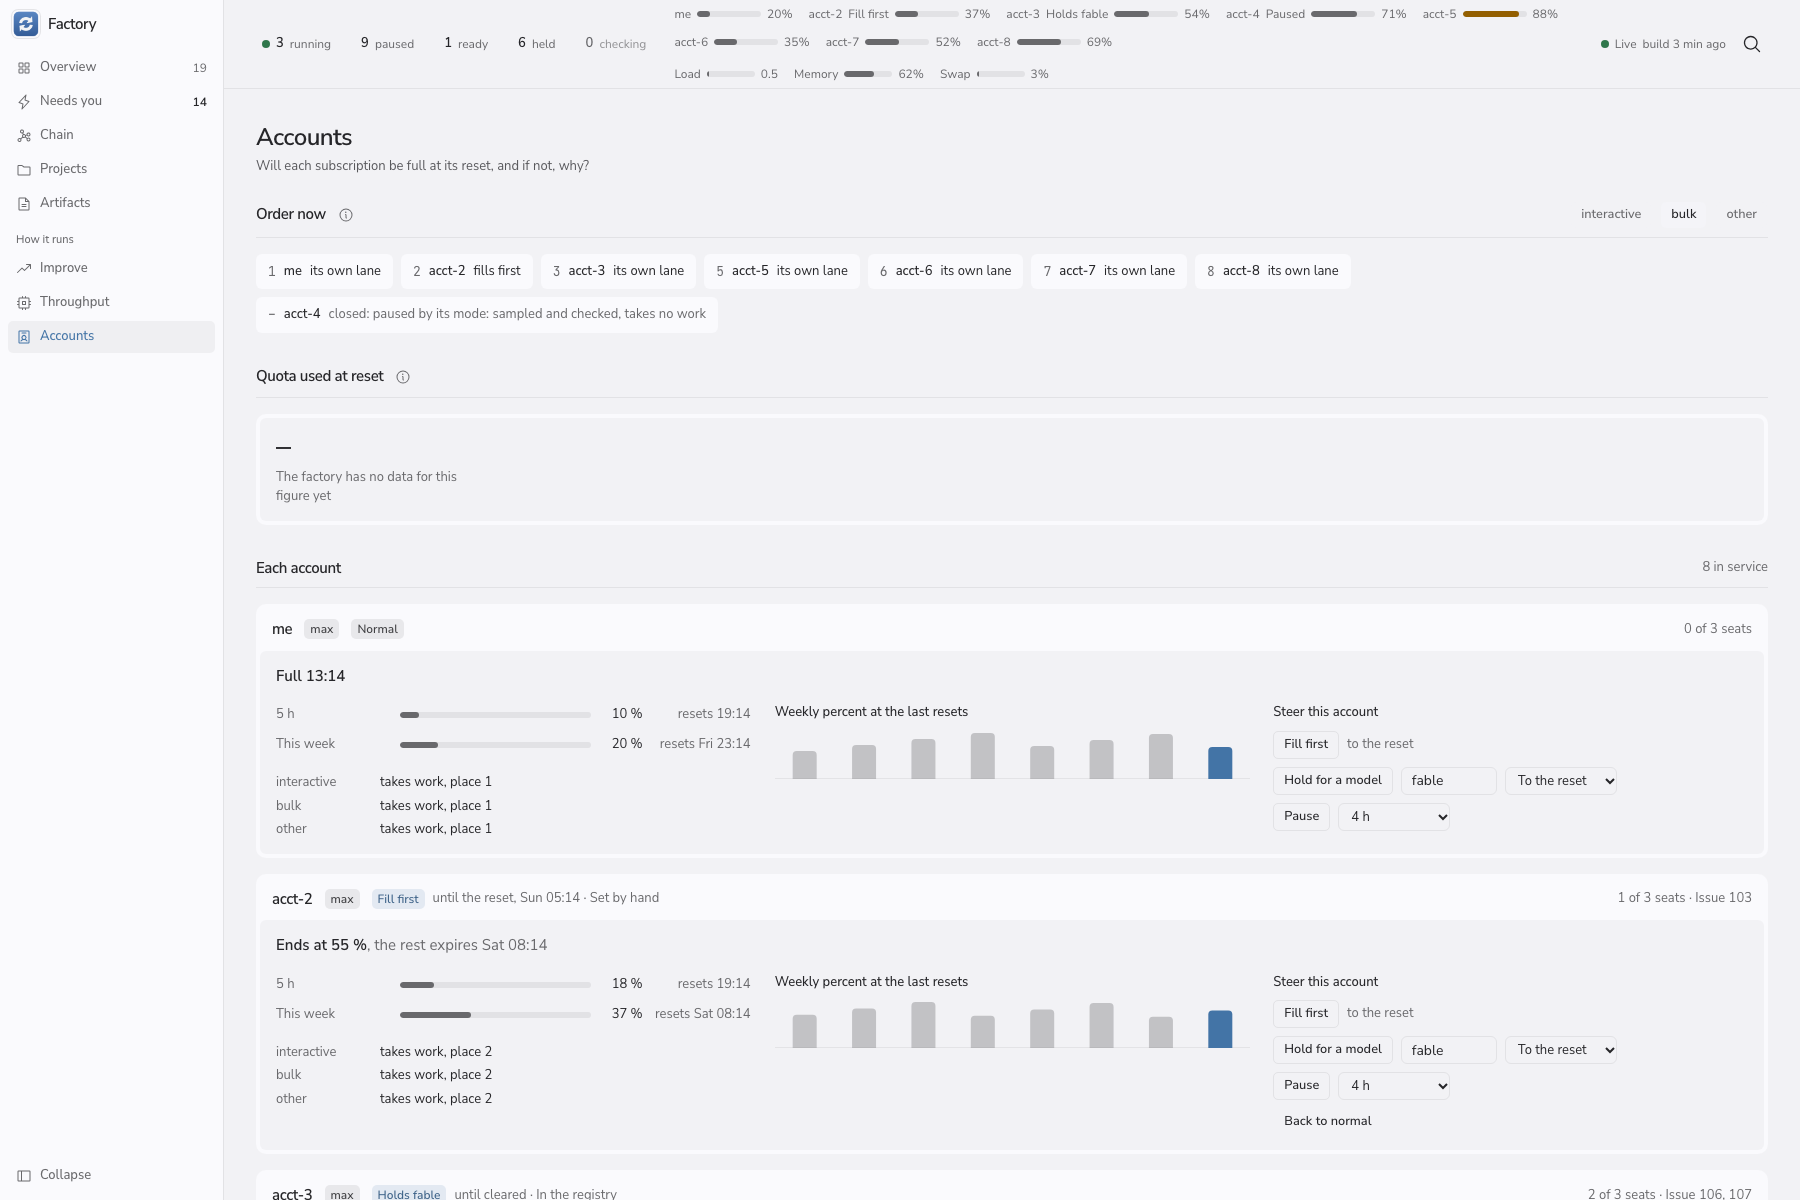 Factory
Overview 19
Needs you 14
Chain
Projects
Artifacts
How it runs
Improve
Throughput
Accounts
Collapse
3 running 9 paused 1 ready 6 held 0 checking
me 20% acct-2 Fill first 37% acct-3 Holds fable 54% acct-4 Paused 71% acct-5 88%
acct-6 35% acct-7 52% acct-8 69%
Load 0.5 Memory 62% Swap 3%
Live build 3 min ago
Accounts
Will each subscription be full at its reset, and if not, why?
Order now interactive bulk other
1 me its own lane 2 acct-2 fills first 3 acct-3 its own lane 5 acct-5 its own lane 6 acct-6 its own lane 7 acct-7 its own lane 8 acct-8 its own lane
– acct-4 closed: paused by its mode: sampled and checked, takes no work
Quota used at reset
—
The factory has no data for this
figure yet
Each account 8 in service
me max Normal 0 of 3 seats
Full 13:14
5 h 10 % resets 19:14
This week 20 % resets Fri 23:14
interactive takes work, place 1
bulk takes work, place 1
other takes work, place 1
Weekly percent at the last resets
Steer this account
Fill first to the reset
Hold for a model fable To the reset
Pause 4 h
acct-2 max Fill first until the reset, Sun 05:14 · Set by hand 1 of 3 seats · Issue 103
Ends at 55 %, the rest expires Sat 08:14
5 h 18 % resets 19:14
This week 37 % resets Sat 08:14
interactive takes work, place 2
bulk takes work, place 2
other takes work, place 2
Weekly percent at the last resets
Steer this account
Fill first to the reset
Hold for a model fable To the reset
Pause 4 h
Back to normal
acct-3 max Holds fable until cleared · In the registry 2 of 3 seats · Issue 106, 107